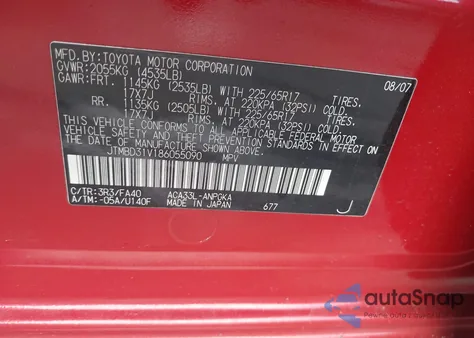 MFD.BY:TOYOTA MOTOR CORPORATION 08/07
GVWR: 2055KG (4535LB)
GAWR:FRT. 1145KG (2535LB) WITH 225/65R17 TIRES,
17X7J RIMS, AT 220KPA (32PSI) COLD
RR. 1135KG (2505LB) WITH 225/65R17 TIRES,
17X7J RIMS, AT 220KPA (32PSI) COLD
THIS VEHICLE CONFORMS TO ALL APPLICABLE FEDERAL MOTOR
VEHICLE SAFETY AND THEFT PREVENTION STANDARDS IN EFFECT ON
THE DATE OF MANUFACTURE SHOWN ABOVE.
JTMBD31V186055090 MPV
C/TR:3R3/FA40 ACA33L-ANPGKA
A/TM:-05A/U140F MADE IN JAPAN 677 J
autoSnap